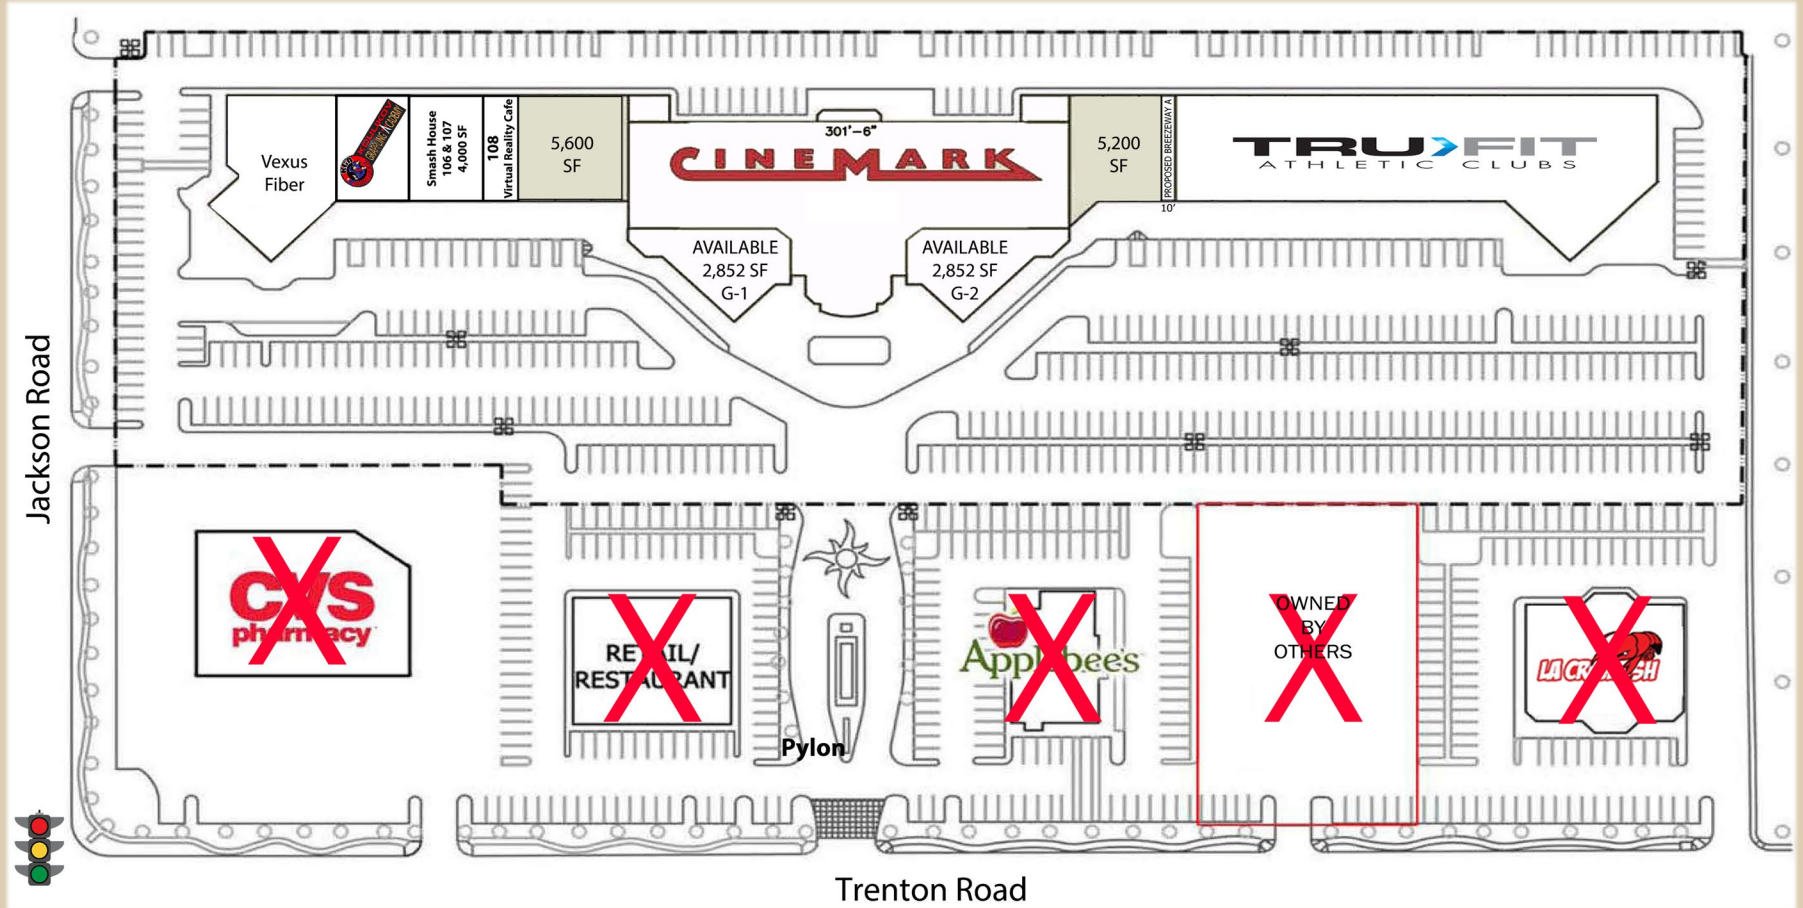 Vexus
Fiber
Smash House
106 & 107
4,000 SF
108
Virtual Reality Cafe
5,600
SF
301'-6"
CINEMARK
5,200
SF
PROPOSED BREEZEWAY A
10'
TRU FIT
ATHLETIC CLUBS
AVAILABLE
2,852 SF
G-1
AVAILABLE
2,852 SF
G-2
Jackson Road
CVS
pharmacy
RETAIL/
RESTAURANT
Pylon
Applebee's
OWNED
BY
OTHERS
Trenton Road